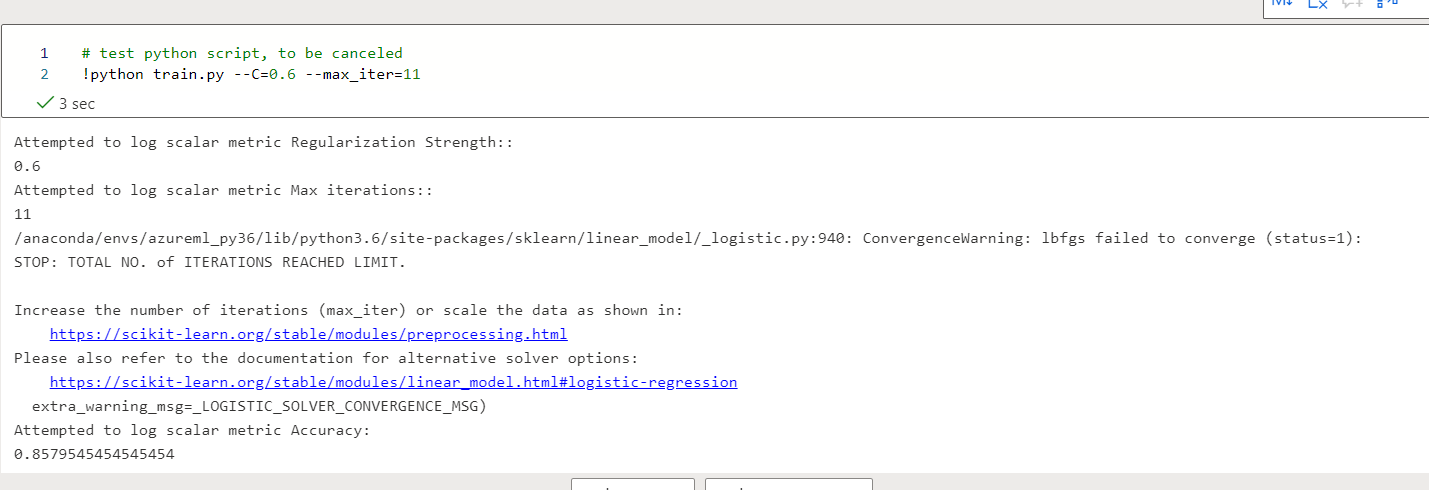 1 # test python script, to be canceled
2 !python train.py --C=0.6 --max_iter=11
3 sec
Attempted to log scalar metric Regularization Strength::
0.6
Attempted to log scalar metric Max iterations::
11
/anaconda/envs/azureml_py36/lib/python3.6/site-packages/sklearn/linear_model/_logistic.py:940: ConvergenceWarning: lbfgs failed to converge (status=1):
STOP: TOTAL NO. of ITERATIONS REACHED LIMIT.
Increase the number of iterations (max_iter) or scale the data as shown in:
https://scikit-learn.org/stable/modules/preprocessing.html
Please also refer to the documentation for alternative solver options:
https://scikit-learn.org/stable/modules/linear_model.html#logistic-regression
extra_warning_msg=_LOGISTIC_SOLVER_CONVERGENCE_MSG)
Attempted to log scalar metric Accuracy:
0.8579545454545454